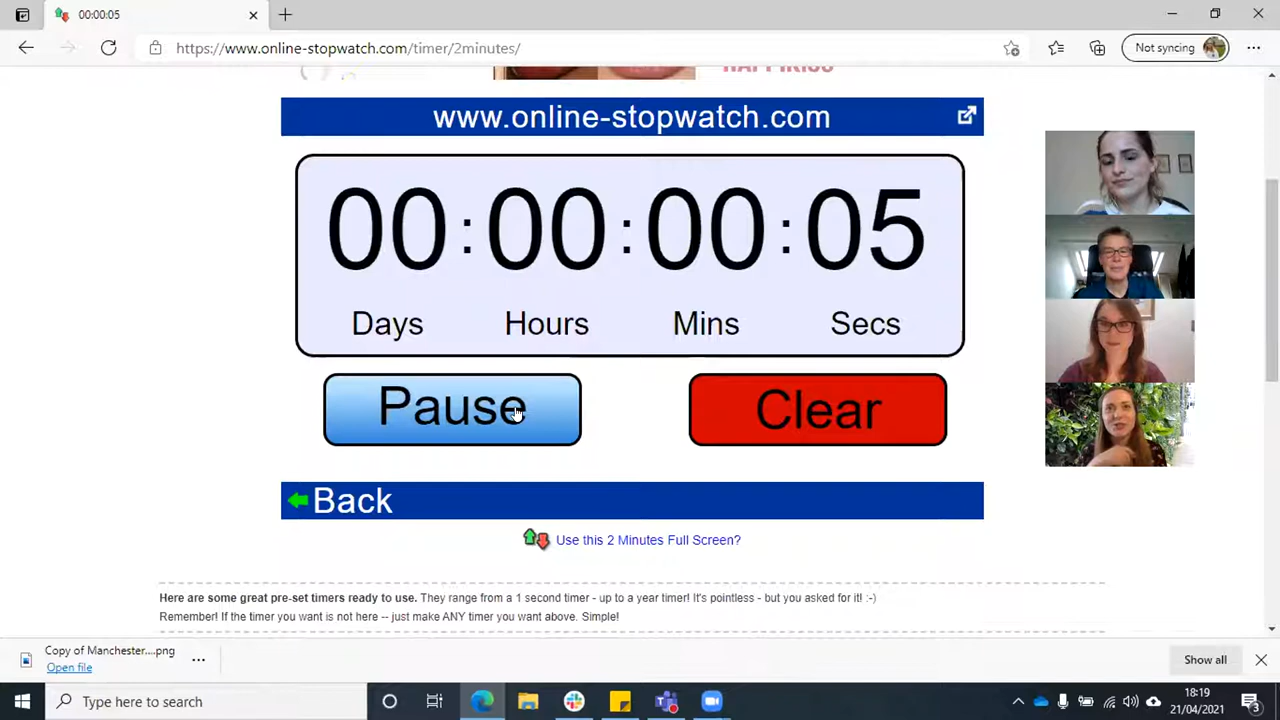 00:00:05
https://www.online-stopwatch.com/timer/2minutes/
Not syncing
HAPPIKISS
www.online-stopwatch.com
00:00:00:05
Days Hours Mins Secs
Pause Clear
Back
Use this 2 Minutes Full Screen?
Here are some great pre-set timers ready to use. They range from a 1 second timer - up to a year timer! It's pointless - but you asked for it! :-)
Remember! If the timer you want is not here -- just make ANY timer you want above. Simple!
Copy of Manchester....png
Open file
Show all
Type here to search
18:19
21/04/2021
3